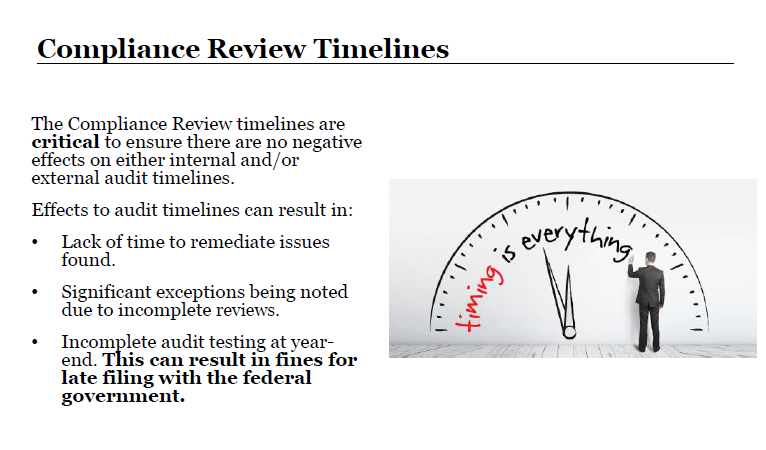 Compliance Review Timelines
The Compliance Review timelines are
critical to ensure there are no negative
effects on either internal and/or
external audit timelines.
Effects to audit timelines can result in:
• Lack of time to remediate issues
found.
• Significant exceptions being noted
due to incomplete reviews.
• Incomplete audit testing at year-
end. This can result in fines for
late filing with the federal
government.
timing is everything